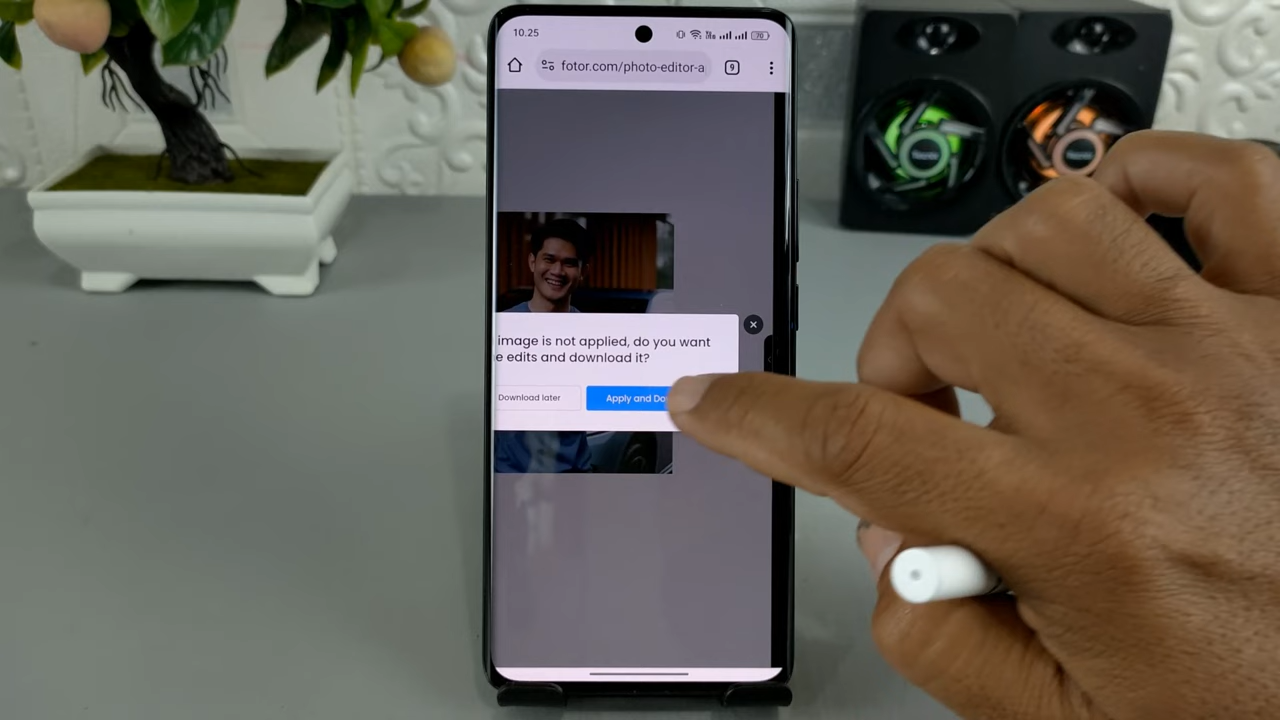 10.25
70
fotor.com/photo-editor-a
9
image is not applied, do you want
e edits and download it?
Download later
Apply and Do